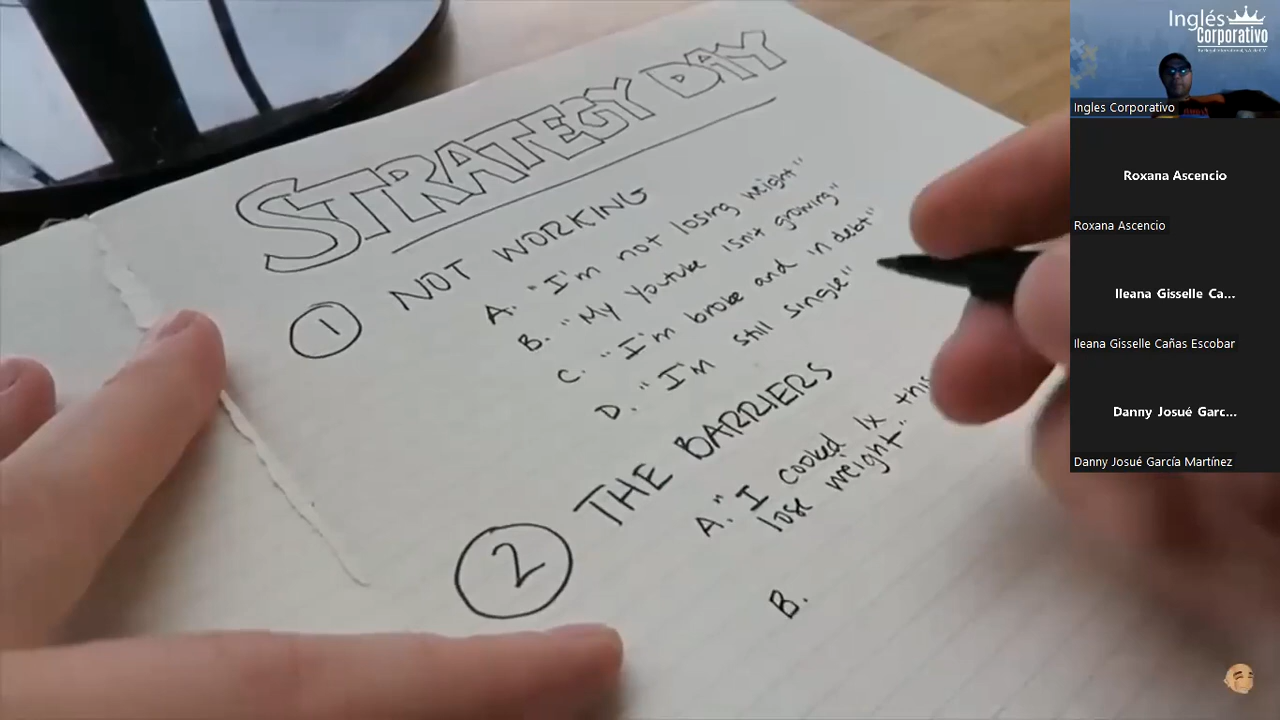 STRATEGY DAY
1 NOT WORKING
A. "I'm not losing weight"
B. "My Youtube isn't growing"
C. "I'm broke and in debt"
D. "I'm still single"
2 THE BARRIERS
A. "I cooked 1x this
lose weight."
B.
Inglés
Corporativo
Ingles Corporativo
Roxana Ascencio
Roxana Ascencio
Ileana Gisselle Ca...
Ileana Gisselle Cañas Escobar
Danny Josué Garc...
Danny Josué García Martínez